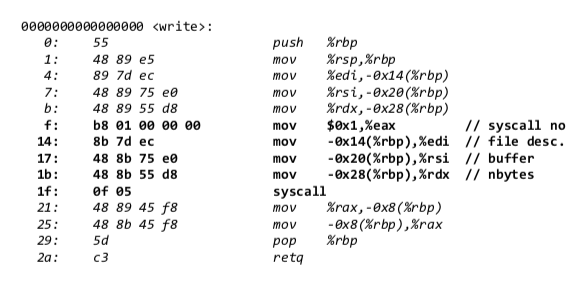 0000000000000000 <write>:
0: 55 push %rbp
1: 48 89 e5 mov %rsp,%rbp
4: 89 7d ec mov %edi,-0x14(%rbp)
7: 48 89 75 e0 mov %rsi,-0x20(%rbp)
b: 48 89 55 d8 mov %rdx,-0x28(%rbp)
f: b8 01 00 00 00 mov $0x1,%eax // syscall no
14: 8b 7d ec mov -0x14(%rbp),%edi // file desc.
17: 48 8b 75 e0 mov -0x20(%rbp),%rsi // buffer
1b: 48 8b 55 d8 mov -0x28(%rbp),%rdx // nbytes
1f: 0f 05 syscall
21: 48 89 45 f8 mov %rax,-0x8(%rbp)
25: 48 8b 45 f8 mov -0x8(%rbp),%rax
29: 5d pop %rbp
2a: c3 retq